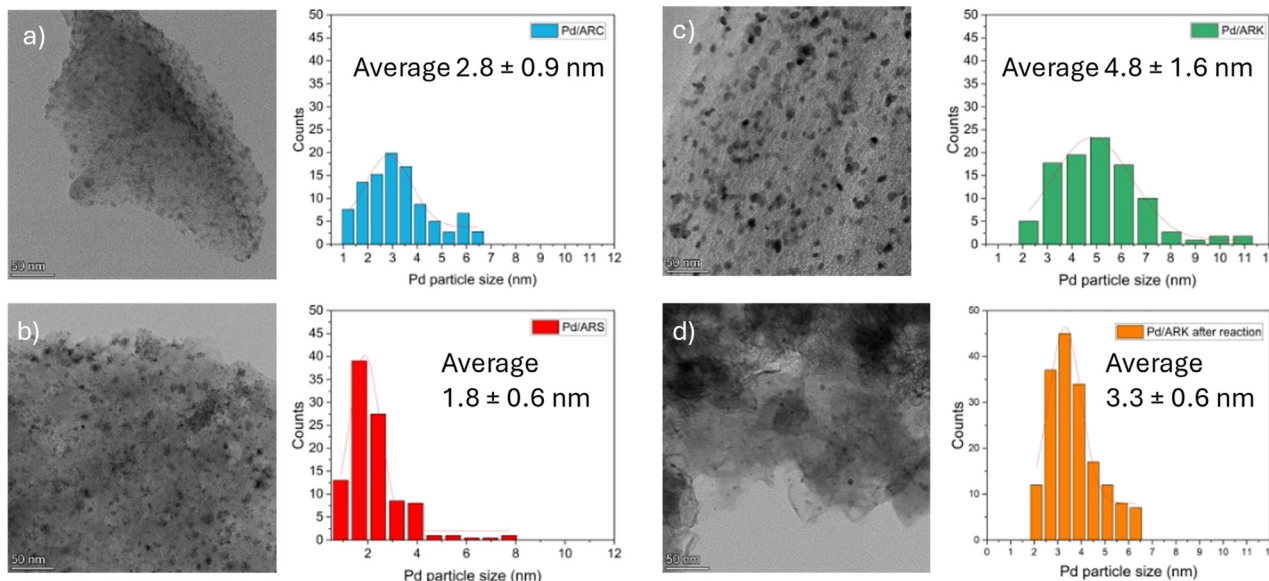 a)
50 nm
50
45
40
35
30
25
20
15
10
5
0
Counts
Pd/ARC
Average 2.8 ± 0.9 nm
1 2 3 4 5 6 7 8 9 10 11 12
Pd particle size (nm)
c)
50 nm
50
45
40
35
30
25
20
15
10
5
0
Counts
Pd/ARK
Average 4.8 ± 1.6 nm
1 2 3 4 5 6 7 8 9 10 11
Pd particle size (nm)
b)
50 nm
50
45
40
35
30
25
20
15
10
5
0
Counts
Pd/ARS
Average
1.8 ± 0.6 nm
2 4 6 8 10 12
Pd particle size (nm)
d)
50 nm
50
40
30
20
10
0
Counts
Pd/ARK after reaction
Average
3.3 ± 0.6 nm
0 1 2 3 4 5 6 7 8 9 10 11
Pd particle size (nm)